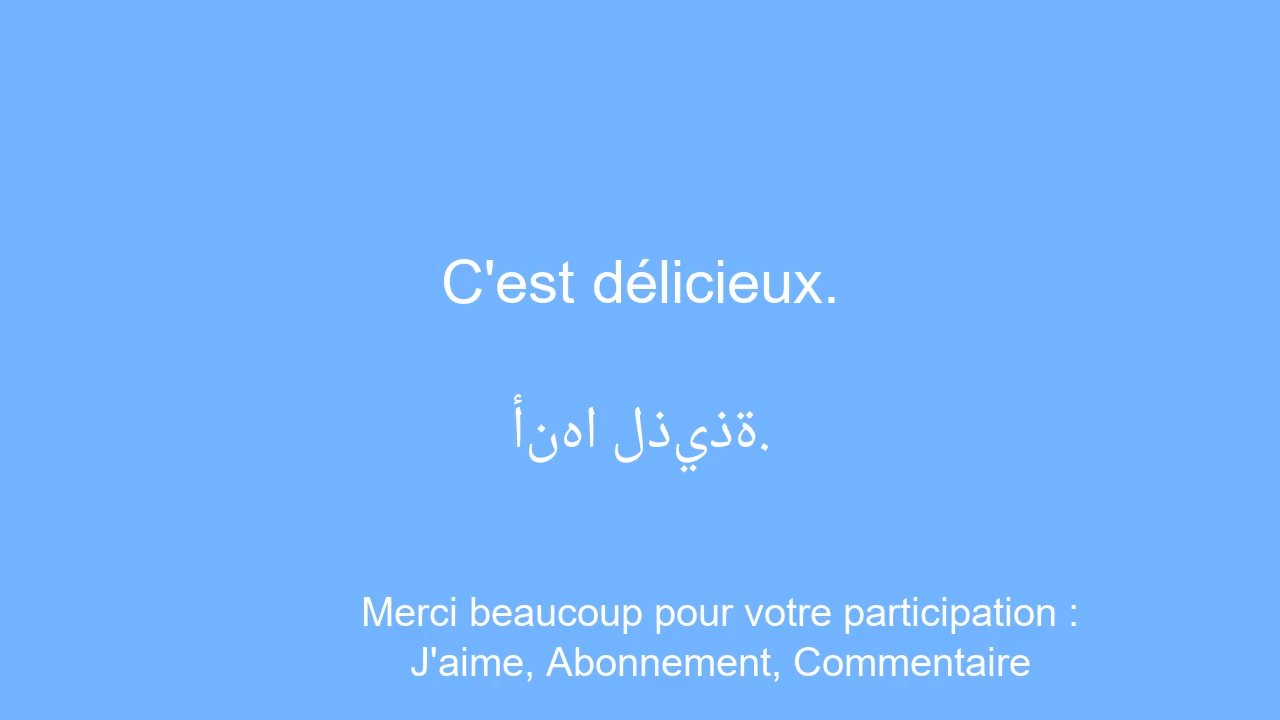 C'est délicieux.
أنها لذيذة.
Merci beaucoup pour votre participation :
J'aime, Abonnement, Commentaire